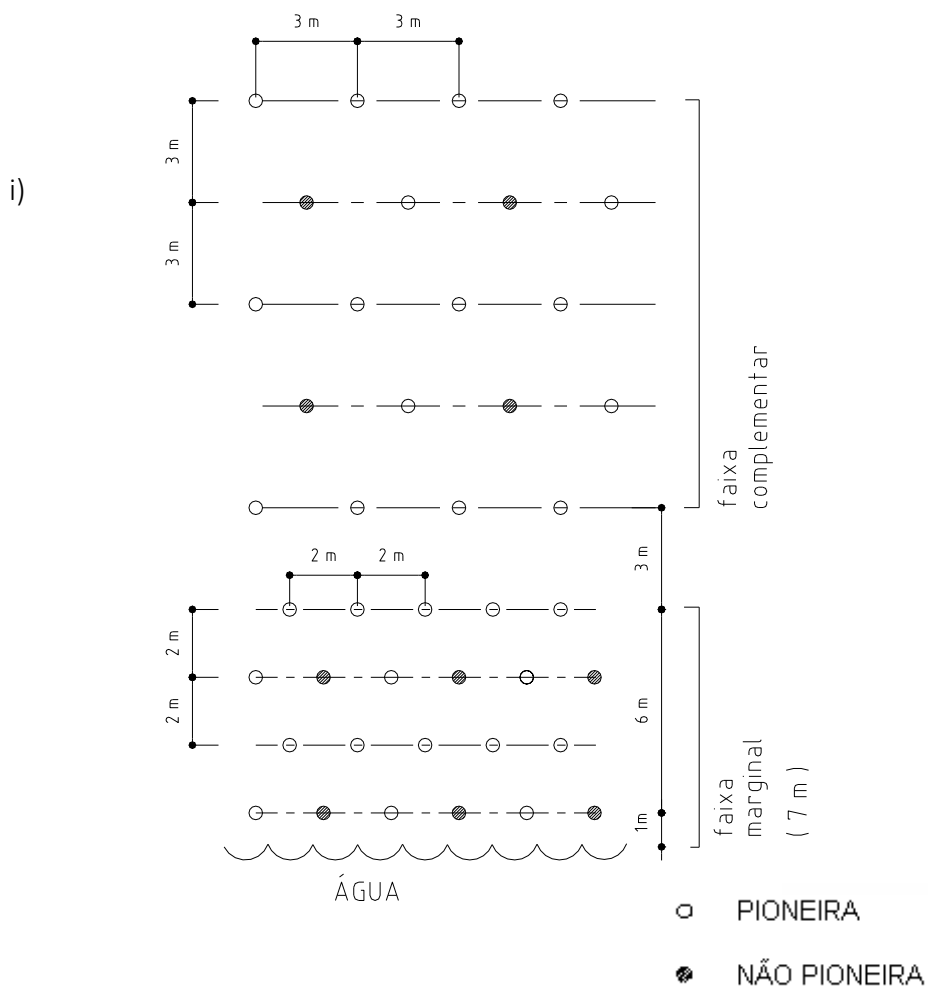 3 m
3 m
3 m
i)
3 m
faixa
complementar
2 m
2 m
3 m
2 m
2 m
6 m
faixa
marginal
( 7 m )
1m
ÁGUA
PIONEIRA
NÃO PIONEIRA